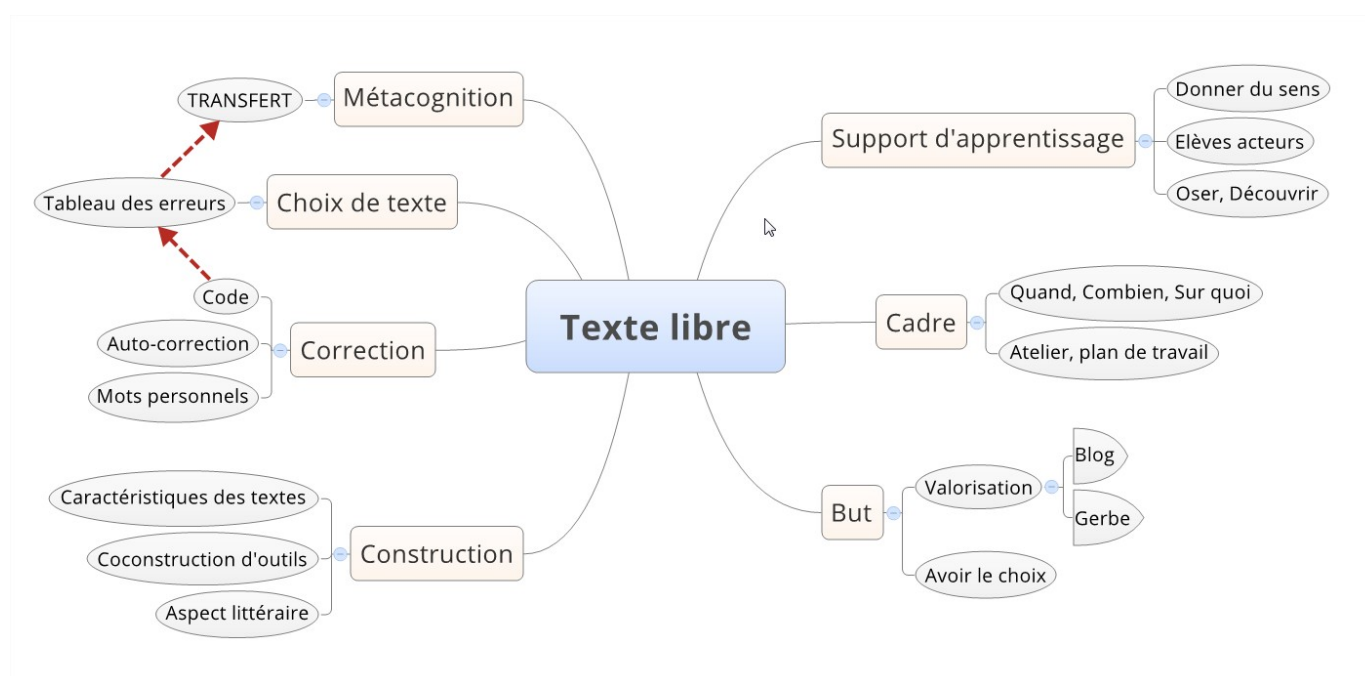 Texte libre
Support d'apprentissage
Donner du sens
Elèves acteurs
Oser, Découvrir
Cadre
Quand, Combien, Sur quoi
Atelier, plan de travail
But
Valorisation
Blog
Gerbe
Avoir le choix
Métacognition
TRANSFERT
Choix de texte
Tableau des erreurs
Correction
Code
Auto-correction
Mots personnels
Construction
Caractéristiques des textes
Coconstruction d'outils
Aspect littéraire